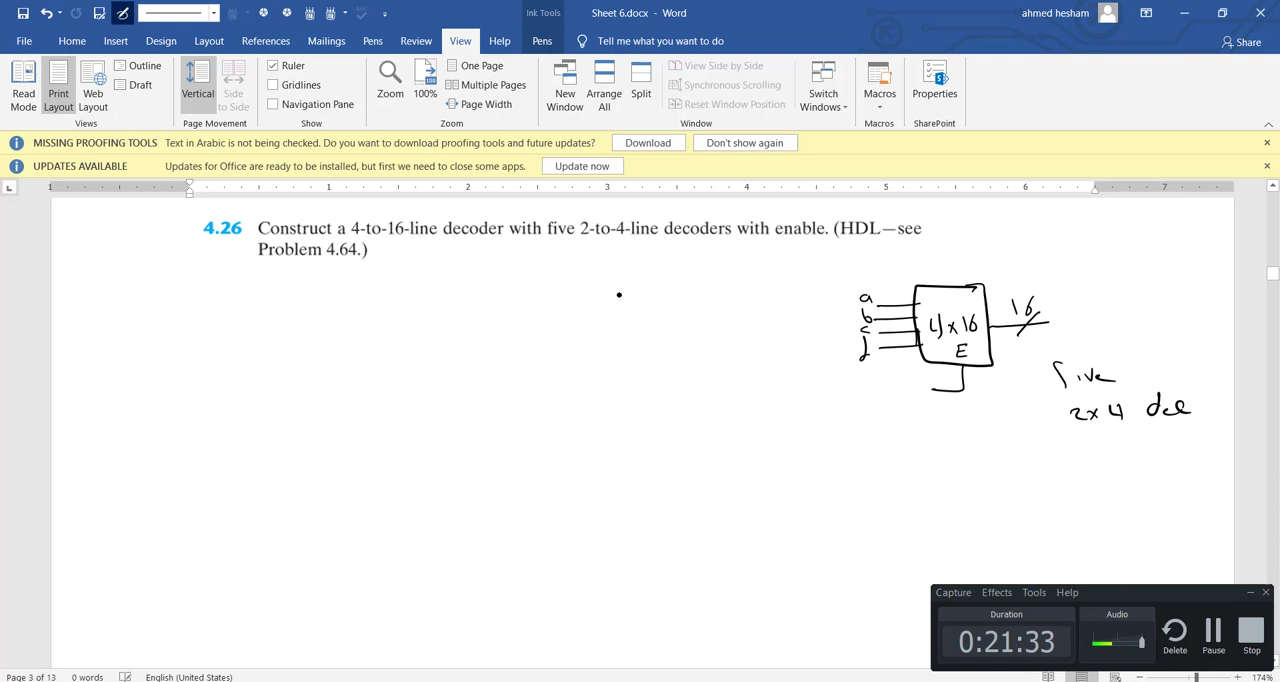 Ink Tools
Sheet 6.docx - Word
ahmed hesham
File Home Insert Design Layout References Mailings Pens Review View Help Pens Tell me what you want to do Share
Read Mode
Print Layout
Web Layout
Outline
Draft
Views
Vertical
Side to Side
Page Movement
Ruler
Gridlines
Navigation Pane
Show
Zoom
100%
One Page
Multiple Pages
Page Width
Zoom
New Window
Arrange All
Split
View Side by Side
Synchronous Scrolling
Reset Window Position
Window
Switch Windows
Macros
Macros
Properties
SharePoint
MISSING PROOFING TOOLS Text in Arabic is not being checked. Do you want to download proofing tools and future updates? Download Don't show again
UPDATES AVAILABLE Updates for Office are ready to be installed, but first we need to close some apps. Update now
1 1 2 3 4 5 6 7
4.26 Construct a 4-to-16-line decoder with five 2-to-4-line decoders with enable. (HDL—see
Problem 4.64.)
a
b
c
d
4x16
E
16
five
2x4 dec
Capture Effects Tools Help
Duration
0:21:33
Audio
Delete Pause Stop
Page 3 of 13 0 words English (United States) 174%